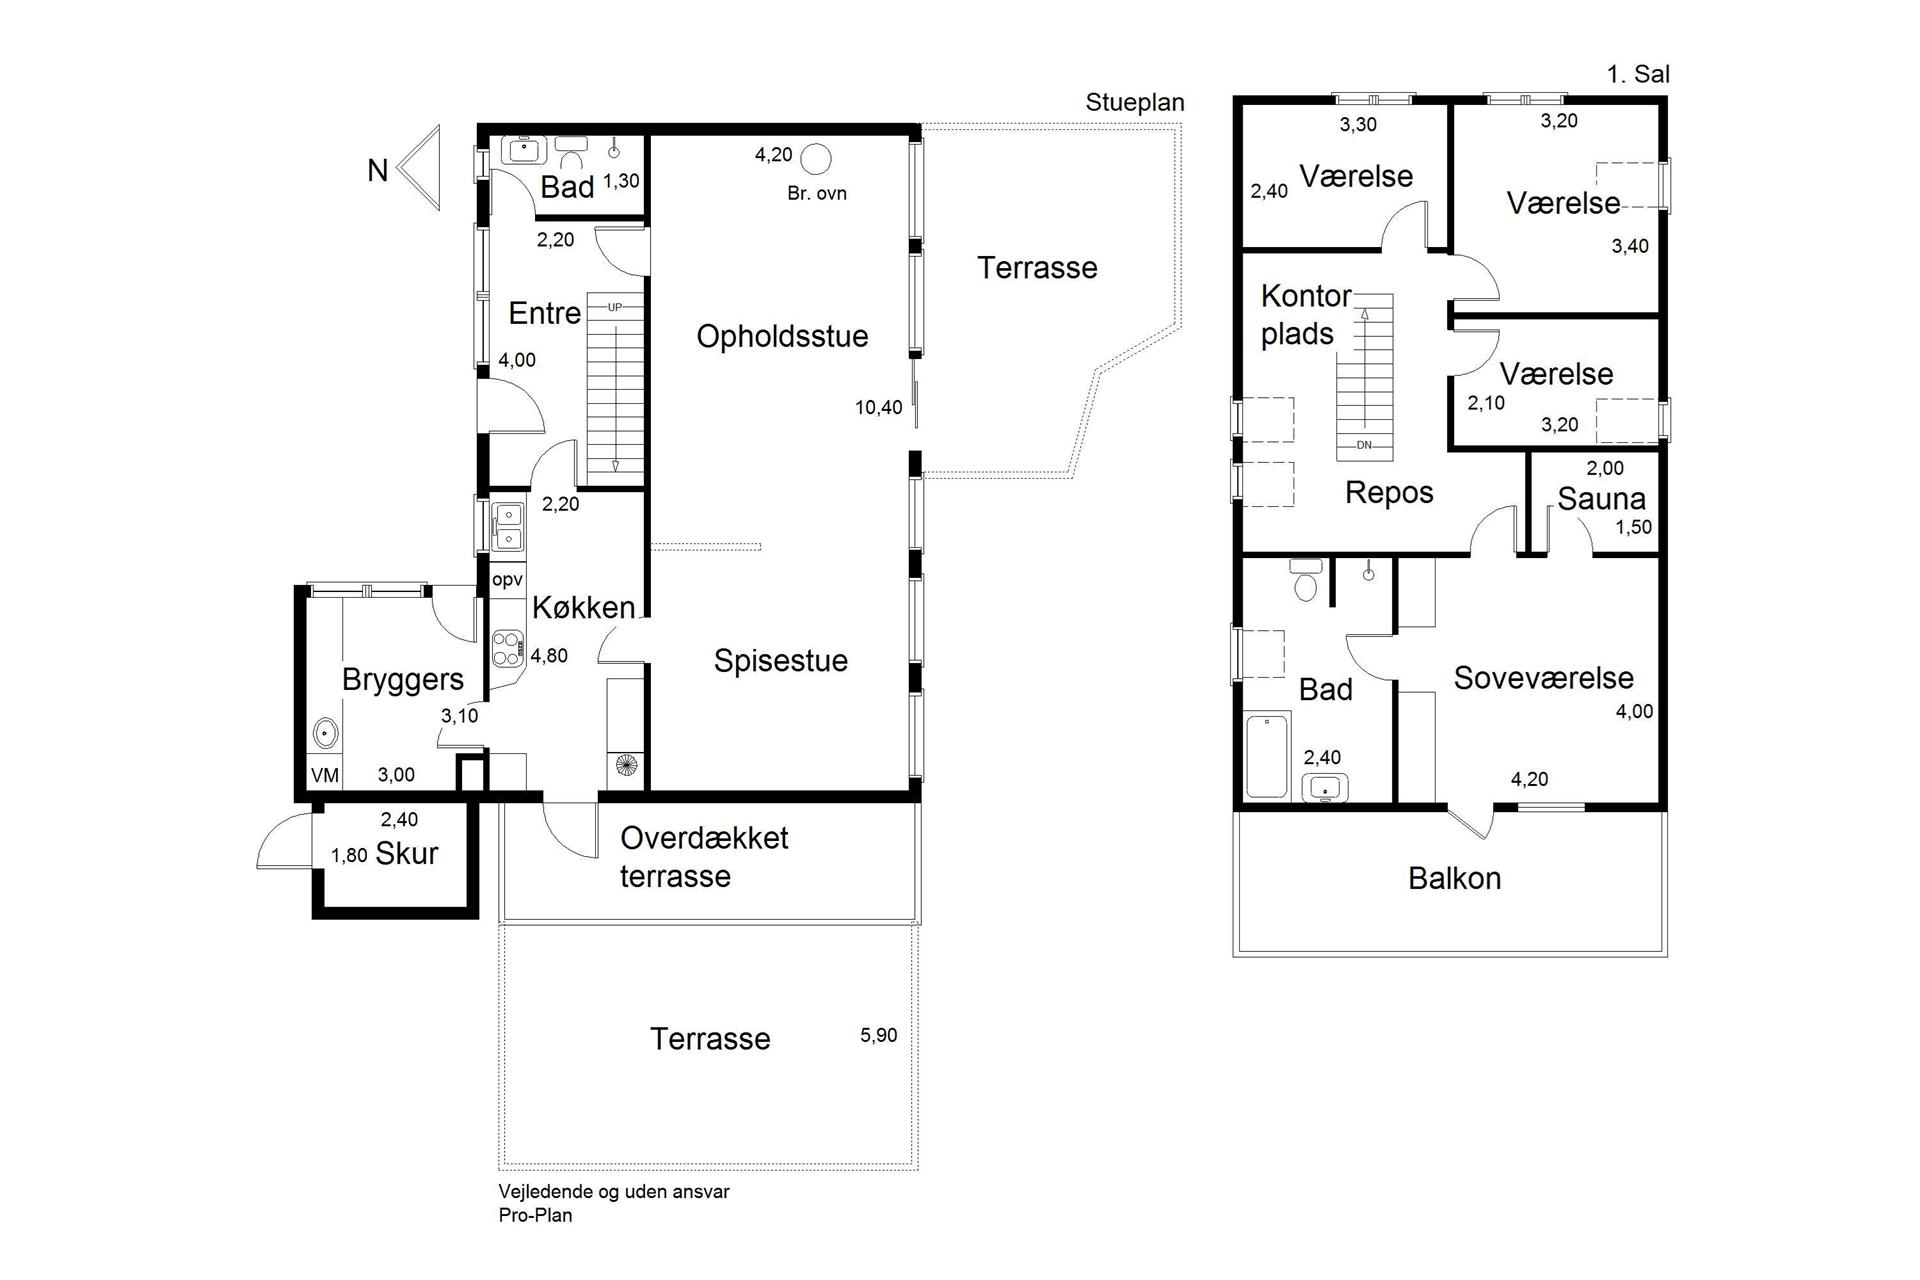 1. Sal
Stueplan
N
Bad
1,30
4,20
Br. ovn
2,20
Entre
UP
4,00
Opholdsstue
10,40
Terrasse
2,20
opv
Køkken
4,80
Spisestue
Bryggers
3,10
VM
3,00
2,40
1,80 Skur
Overdækket
terrasse
Terrasse
5,90
Vejledende og uden ansvar
Pro-Plan
3,30
Værelse
2,40
3,20
Værelse
3,40
Kontor
plads
DN
Værelse
2,10
3,20
Repos
2,00
Sauna
1,50
Bad
2,40
Soveværelse
4,00
4,20
Balkon